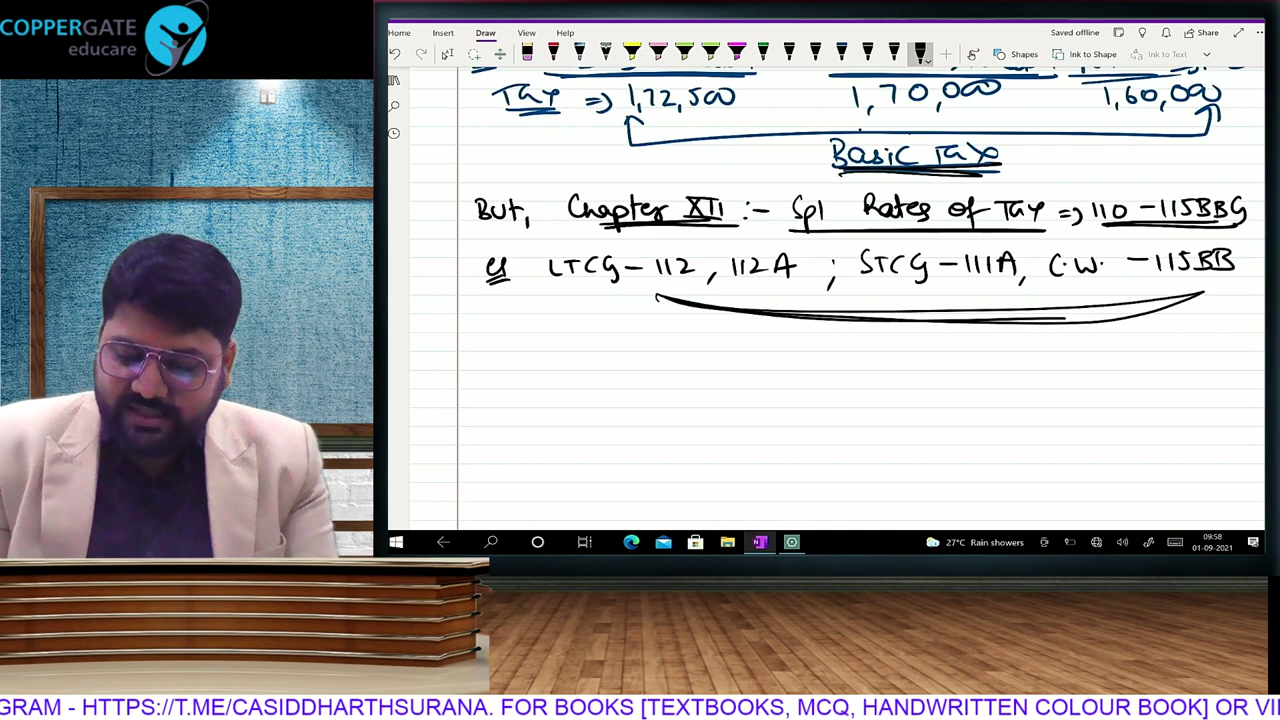 COPPERGATE
educare
Home Insert Draw View Help
Saved offline Share
Shapes Ink to Shape Ink to Text
Tax => 1,72,500 1,70,000 1,60,000
Basic Tax
But, Chapter XII :- Spl Rates of Tax => 110 - 115BBG
eg LTCG - 112, 112A ; STCG - 111A, C.W. - 115BB
27°C Rain showers
09:58
01-09-2021
GRAM - HTTPS://T.ME/CASIDDHARTHSURANA. FOR BOOKS [TEXTBOOKS, MCQ, HANDWRITTEN COLOUR BOOK] OR VI